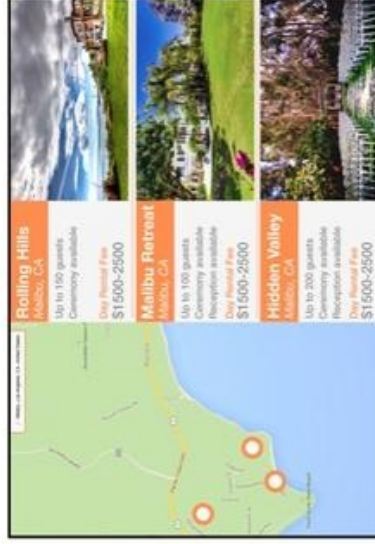 Rolling Hills
Malibu, CA
Up to 150 guests
Ceremony available
Day Rental Fee
$1500-2500
Malibu Retreat
Malibu, CA
Up to 100 guests
Ceremony available
Reception available
Day Rental Fee
$1500-2500
Hidden Valley
Malibu, CA
Up to 200 guests
Ceremony available
Reception available
Day Rental Fee
$1500-2500